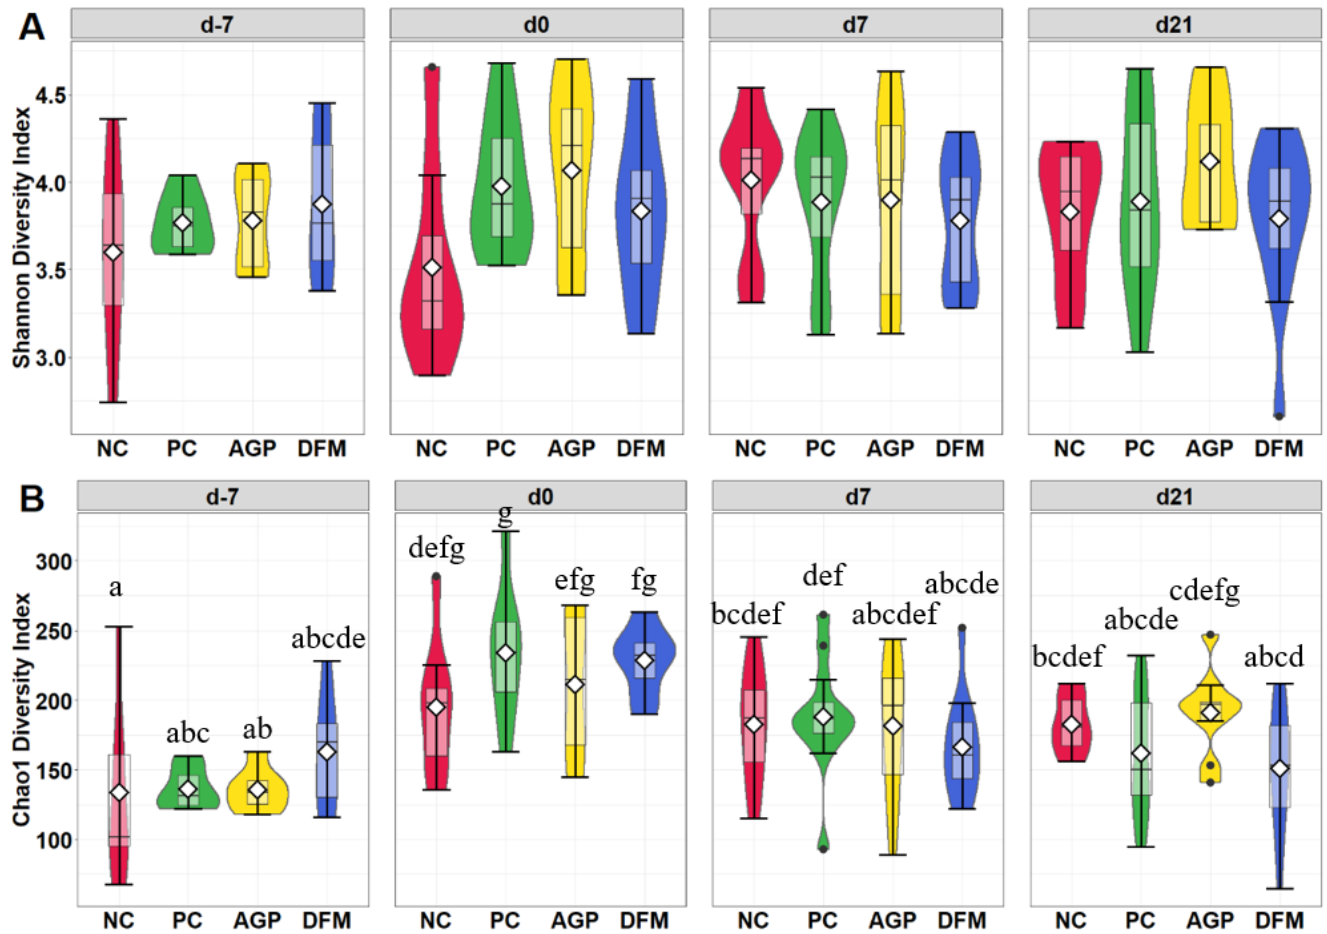 A
d-7 d0 d7 d21
Shannon Diversity Index
4.5
4.0
3.5
3.0
NC PC AGP DFM NC PC AGP DFM NC PC AGP DFM NC PC AGP DFM
B
d-7 d0 d7 d21
Chao1 Diversity Index
300
250
200
150
100
a abc ab abcde
defg g efg fg
bcdef def abcdef abcde
bcdef abcde cdefg abcd
NC PC AGP DFM NC PC AGP DFM NC PC AGP DFM NC PC AGP DFM